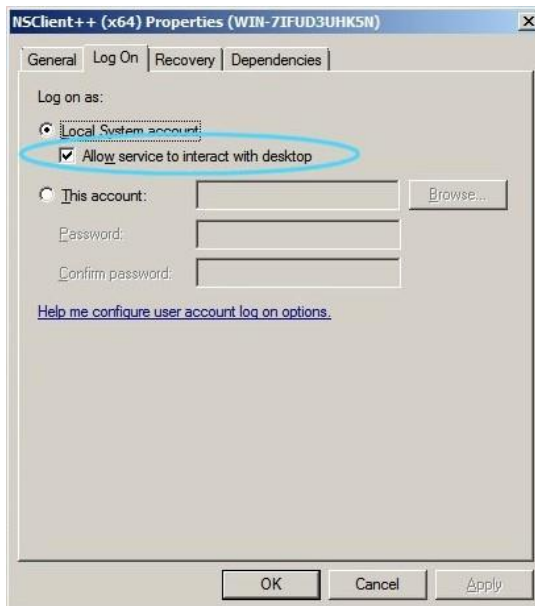 NSClient++ (x64) Properties (WIN-7IFUD3UHK5N)
General Log On Recovery Dependencies
Log on as:
Local System account
Allow service to interact with desktop
This account: Browse...
Password:
Confirm password:
Help me configure user account log on options.
OK Cancel Apply